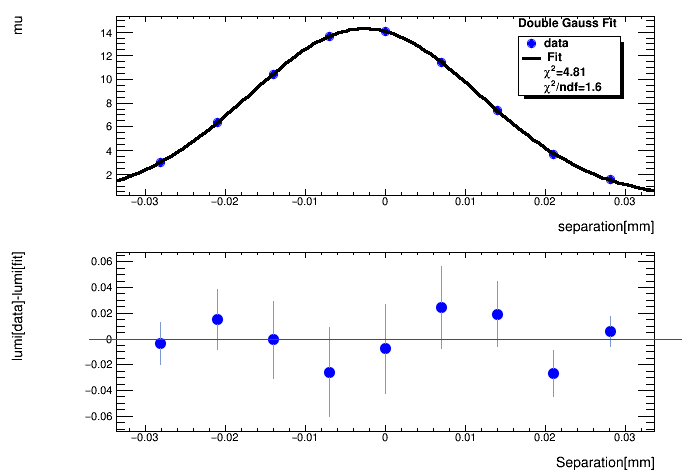 Double Gauss Fit
mu
data
Fit
χ²=4.81
χ²/ndf=1.6
14
12
10
8
6
4
2
−0.03 −0.02 −0.01 0 0.01 0.02 0.03
separation[mm]
lumi[data]-lumi[fit]
0.06
0.04
0.02
0
−0.02
−0.04
−0.06
−0.03 −0.02 −0.01 0 0.01 0.02 0.03
Separation[mm]